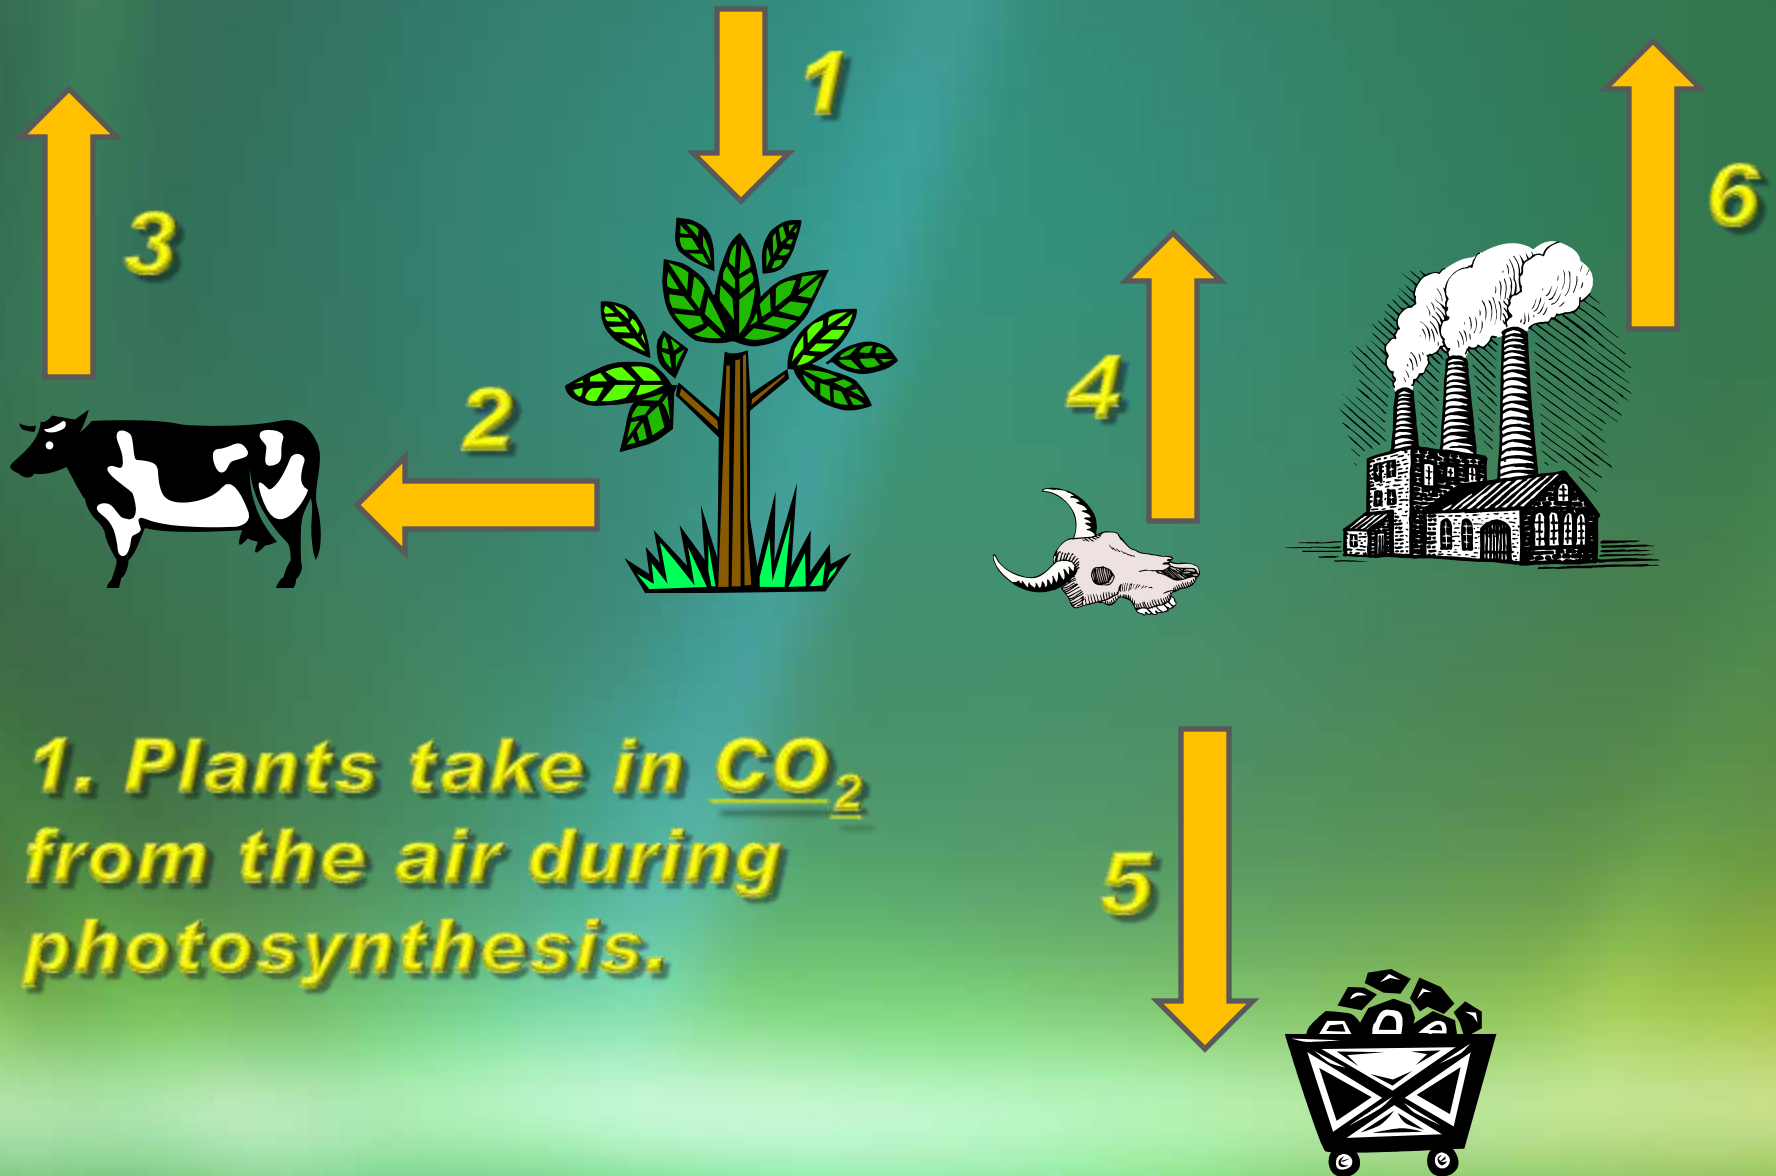 1
6
3
4
2
1. Plants take in CO₂
from the air during
photosynthesis.
5